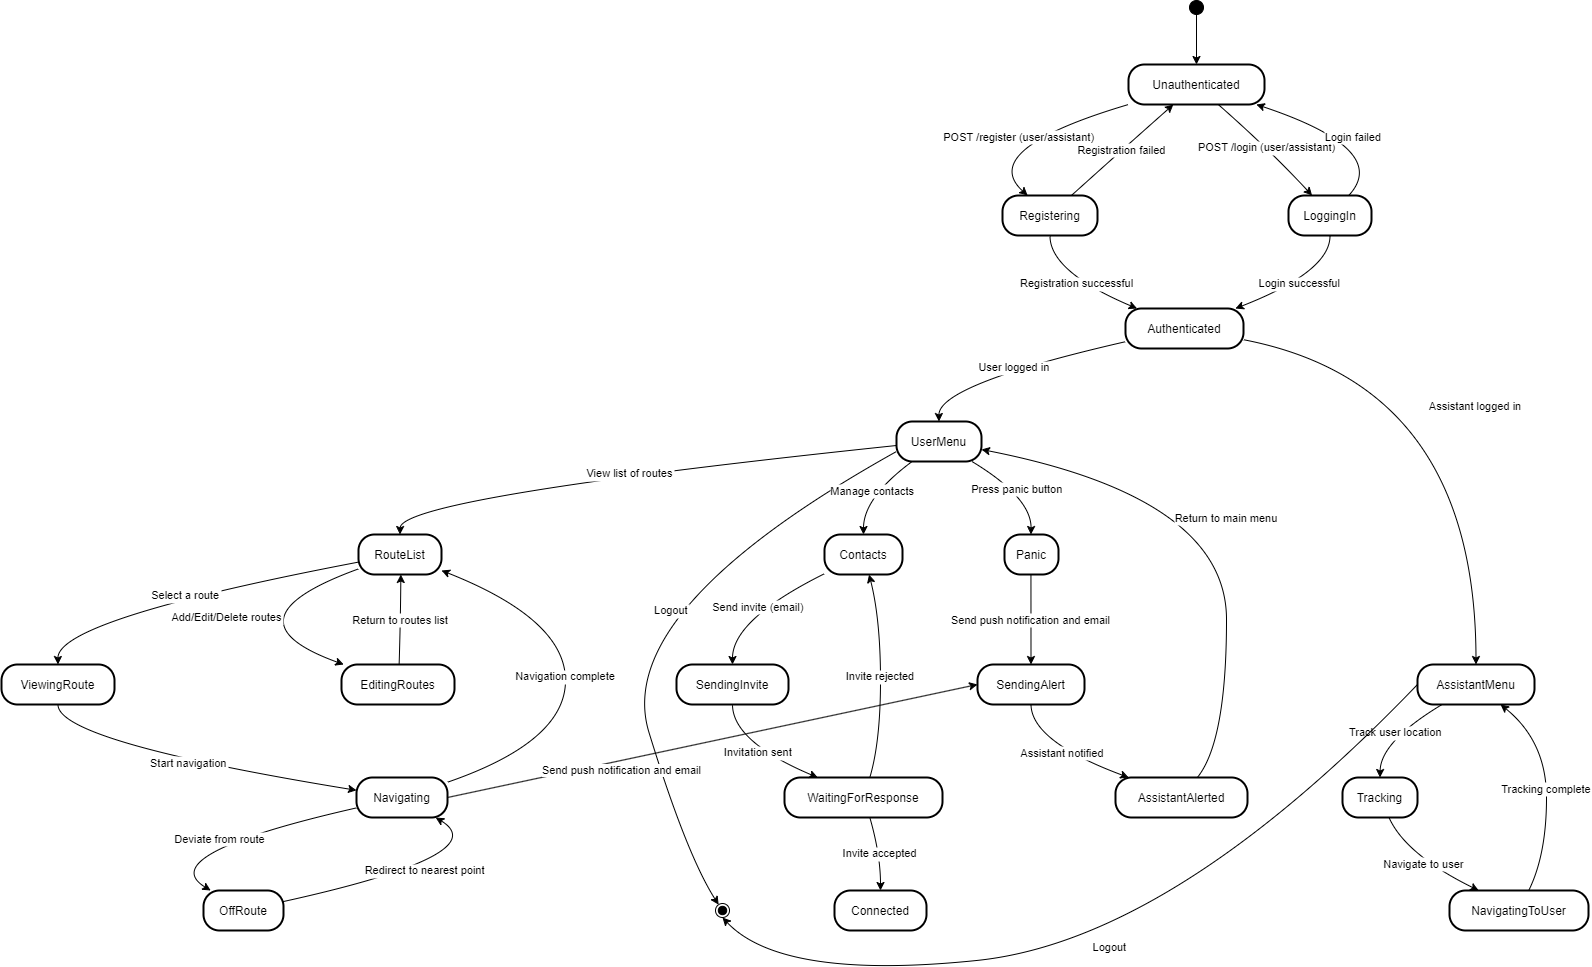 Unauthenticated
POST /register (user/assistant)
Login failed
POST /login (user/assistant)
Registration failed
Registering
LoggingIn
Registration successful
Login successful
Authenticated
User logged in
Assistant logged in
UserMenu
View list of routes
Manage contacts
Press panic button
Return to main menu
RouteList
Contacts
Panic
Select a route
Add/Edit/Delete routes
Return to routes list
Logout
Send invite (email)
Send push notification and email
ViewingRoute
EditingRoutes
Navigation complete
SendingInvite
Invite rejected
SendingAlert
AssistantMenu
Start navigation
Send push notification and email
Invitation sent
Assistant notified
Track user location
Navigating
WaitingForResponse
AssistantAlerted
Tracking
Tracking complete
Deviate from route
Redirect to nearest point
Invite accepted
Navigate to user
OffRoute
Connected
NavigatingToUser
Logout